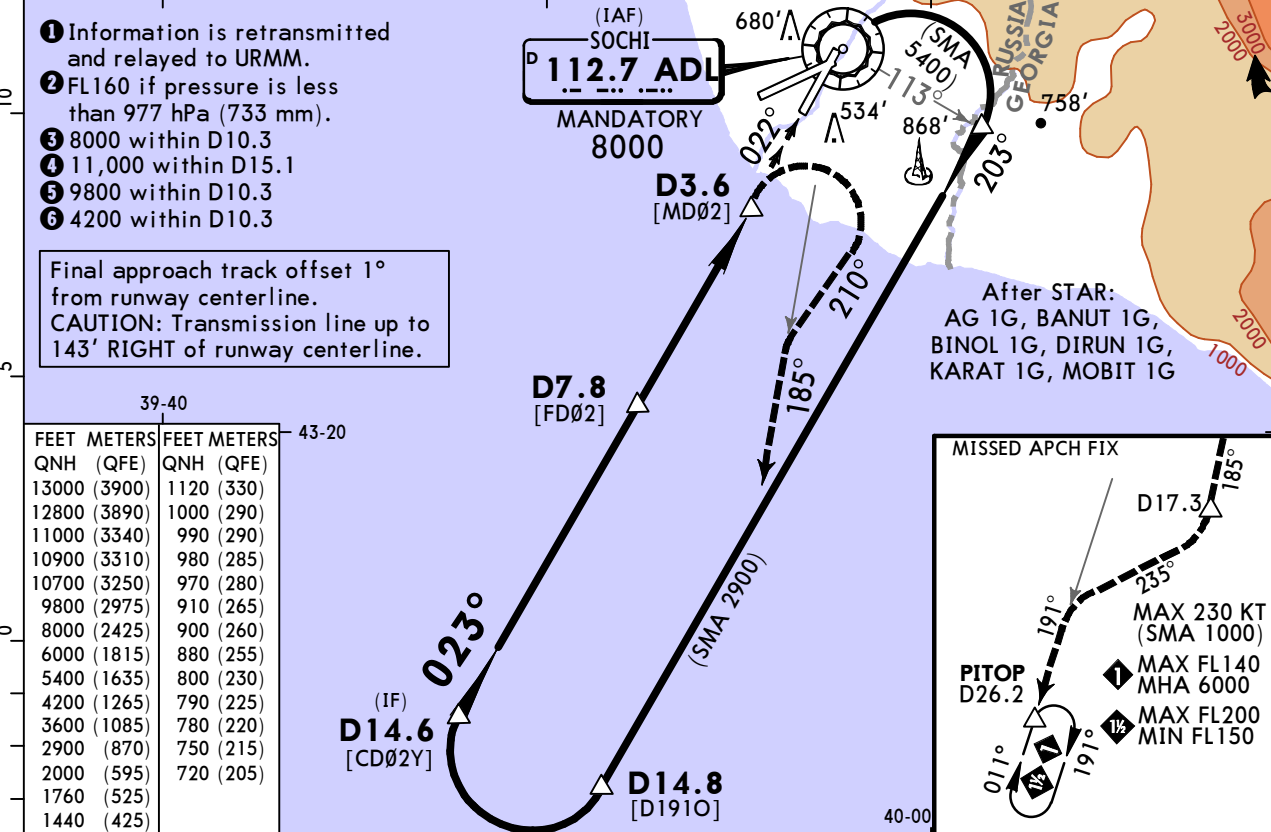 ❶ Information is retransmitted
and relayed to URMM.
❷ FL160 if pressure is less
than 977 hPa (733 mm).
❸ 8000 within D10.3
❹ 11,000 within D15.1
❺ 9800 within D10.3
❻ 4200 within D10.3
Final approach track offset 1°
from runway centerline.
CAUTION: Transmission line up to
143' RIGHT of runway centerline.
(IAF)
SOCHI
D 112.7 ADL
MANDATORY
8000
680'
534'
868'
758'
(SMA
5400)
RUSSIA
GEORGIA
113°
203°
022°
3000
2000
2000
1000
10
5
0
D3.6
[MDØ2]
210°
185°
After STAR:
AG 1G, BANUT 1G,
BINOL 1G, DIRUN 1G,
KARAT 1G, MOBIT 1G
D7.8
[FDØ2]
39-40
43-20
FEET METERS FEET METERS
QNH (QFE) QNH (QFE)
13000 (3900) 1120 (330)
12800 (3890) 1000 (290)
11000 (3340) 990 (290)
10900 (3310) 980 (285)
10700 (3250) 970 (280)
9800 (2975) 910 (265)
8000 (2425) 900 (260)
6000 (1815) 880 (255)
5400 (1635) 800 (230)
4200 (1265) 790 (225)
3600 (1085) 780 (220)
2900 (870) 750 (215)
2000 (595) 720 (205)
1760 (525)
1440 (425)
023°
(SMA 2900)
(IF)
D14.6
[CDØ2Y]
D14.8
[D191O]
40-00
MISSED APCH FIX
185°
D17.3
235°
191°
MAX 230 KT
(SMA 1000)
PITOP
D26.2
1 MAX FL140
MHA 6000
1½ MAX FL200
MIN FL150
011°
1
1½
191°